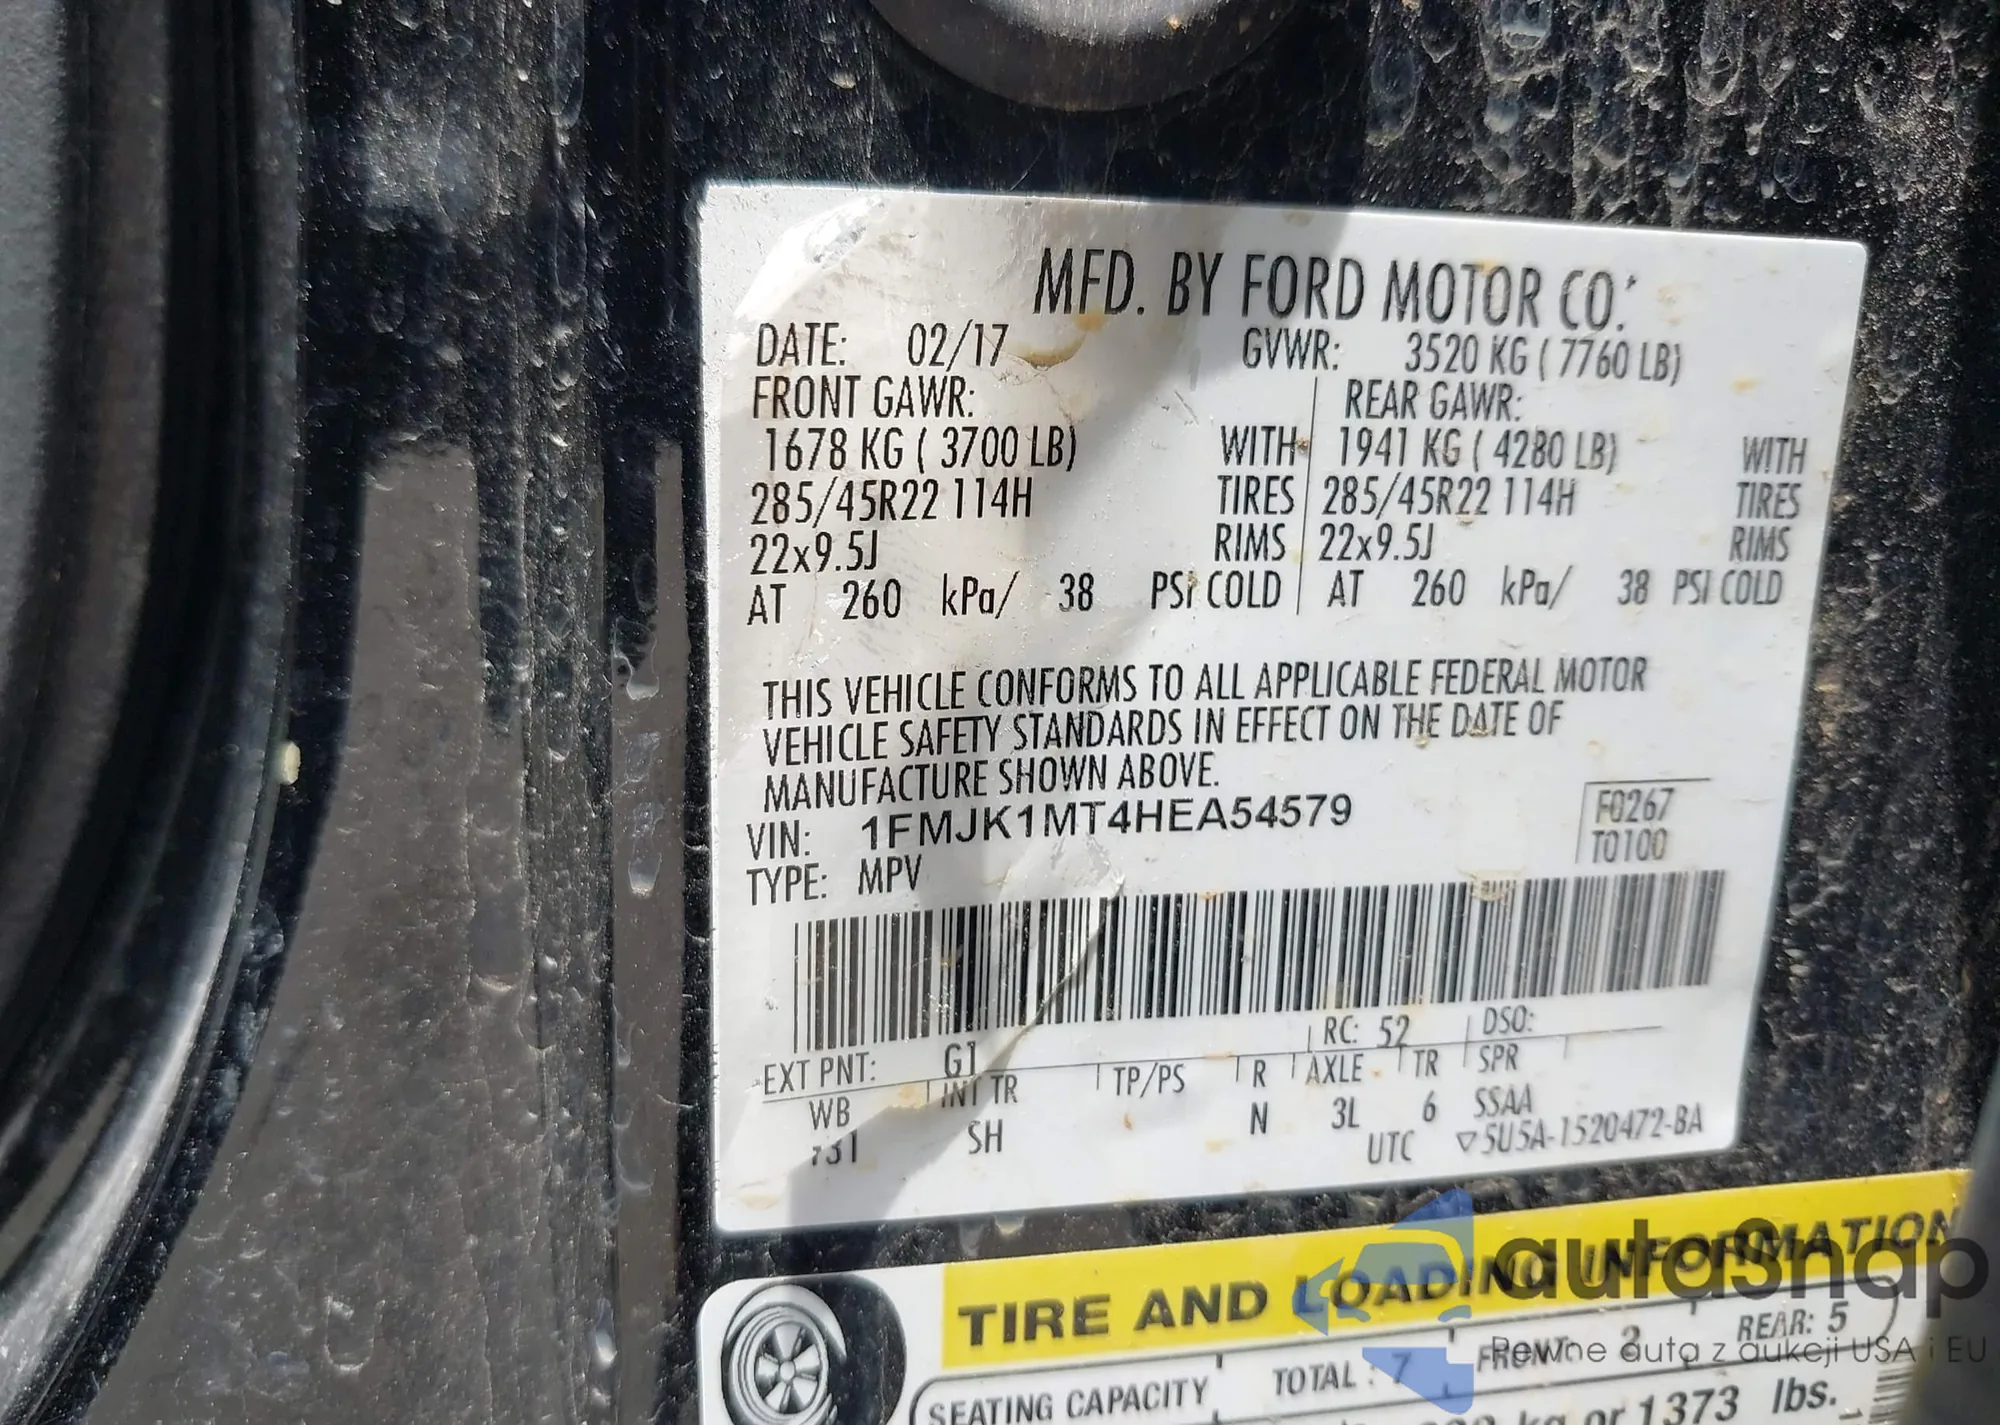 MFD. BY FORD MOTOR CO.
DATE: 02/17 GVWR: 3520 KG ( 7760 LB)
FRONT GAWR: REAR GAWR:
1678 KG ( 3700 LB) WITH 1941 KG ( 4280 LB) WITH
285/45R22 114H TIRES 285/45R22 114H TIRES
22x9.5J RIMS 22x9.5J RIMS
AT 260 kPa/ 38 PSI COLD AT 260 kPa/ 38 PSI COLD
THIS VEHICLE CONFORMS TO ALL APPLICABLE FEDERAL MOTOR
VEHICLE SAFETY STANDARDS IN EFFECT ON THE DATE OF
MANUFACTURE SHOWN ABOVE.
VIN: 1FMJK1MT4HEA54579
F0267
TYPE: MPV
T0100
RC: 52 DSO:
EXT PNT: G1
WB INT TR TP/PS R AXLE TR SPR
SH N 3L 6 SSAA
UTC ▽5U5A-1520472-BA
TIRE AND LOADING INFORMATION
autosnap
Pewne auta z aukcji USA i EU
SEATING CAPACITY TOTAL : 7 FRONT: 2 REAR: 5
kg or 1373 lbs.